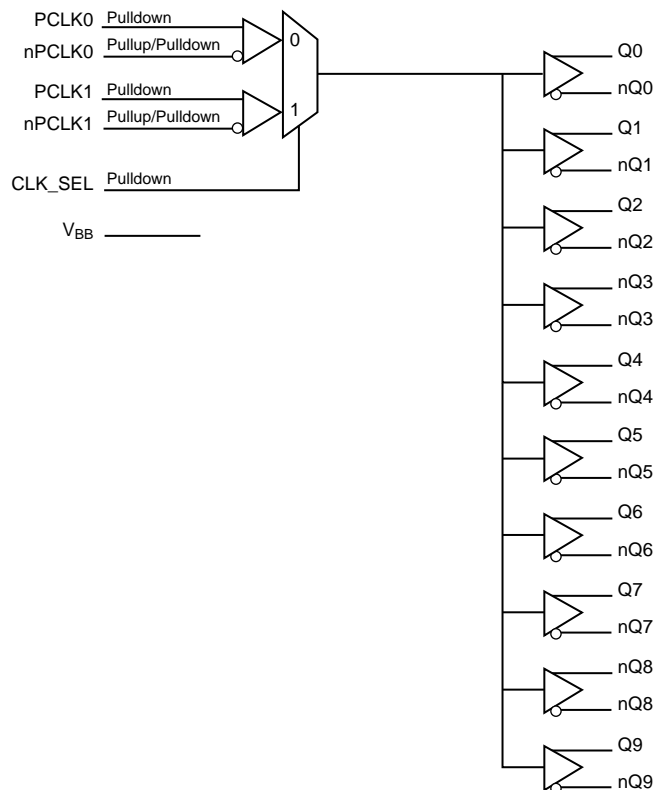 PCLK0 Pulldown
nPCLK0 Pullup/Pulldown
PCLK1 Pulldown
nPCLK1 Pullup/Pulldown
CLK_SEL Pulldown
VBB
0
1
Q0
nQ0
Q1
nQ1
Q2
nQ2
nQ3
nQ3
Q4
nQ4
Q5
nQ5
Q6
nQ6
Q7
nQ7
nQ8
nQ8
Q9
nQ9